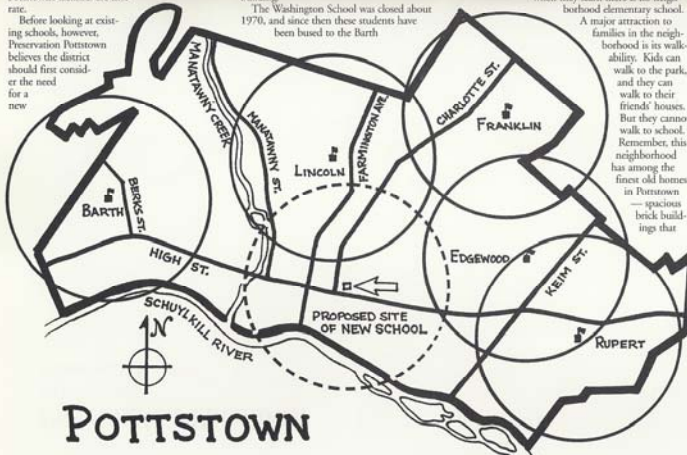 rate.
Before looking at exist-
ing schools, however,
Preservation Pottstown
believes the district
should first consid-
er the need
for a
new
The Washington School was closed about
1970, and since then these students have
been bused to the Barth
borhood elementary school.
A major attraction to
families in the neigh-
borhood is its walk-
ability. Kids can
walk to the park,
and they can
walk to their
friends' houses.
But they canno
walk to school.
Remember, this
neighborhood
has among the
finest old homes
in Pottstown
— spacious
brick build-
ings that
MANATAWNY CREEK
MANATAWNY ST.
LINCOLN
FARMINGTON AVE.
CHARLOTTE ST.
FRANKLIN
BARTH
BERKS ST.
HIGH ST.
EDGEWOOD
KEIM ST.
PROPOSED SITE
OF NEW SCHOOL
RUPERT
SCHUYLKILL RIVER
N
POTTSTOWN